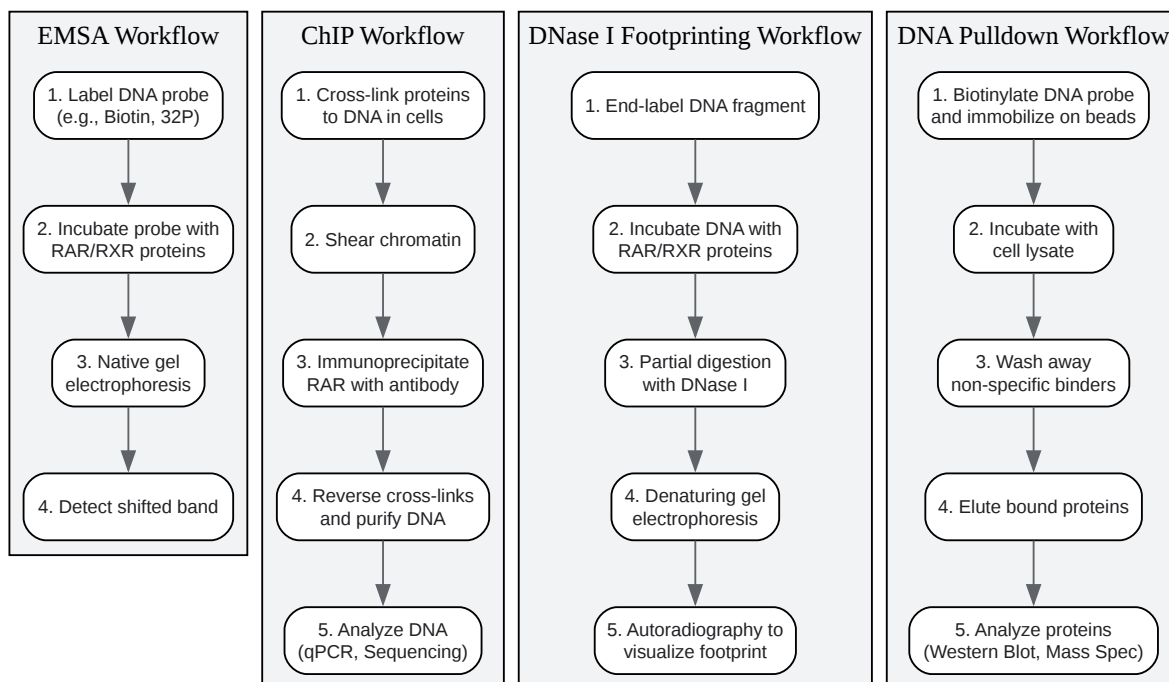 EMSA Workflow
1. Label DNA probe
(e.g., Biotin, 32P)
2. Incubate probe with
RAR/RXR proteins
3. Native gel
electrophoresis
4. Detect shifted band
ChIP Workflow
1. Cross-link proteins
to DNA in cells
2. Shear chromatin
3. Immunoprecipitate
RAR with antibody
4. Reverse cross-links
and purify DNA
5. Analyze DNA
(qPCR, Sequencing)
DNase I Footprinting Workflow
1. End-label DNA fragment
2. Incubate DNA with
RAR/RXR proteins
3. Partial digestion
with DNase I
4. Denaturing gel
electrophoresis
5. Autoradiography to
visualize footprint
DNA Pulldown Workflow
1. Biotinylate DNA probe
and immobilize on beads
2. Incubate with
cell lysate
3. Wash away
non-specific binders
4. Elute bound proteins
5. Analyze proteins
(Western Blot, Mass Spec)